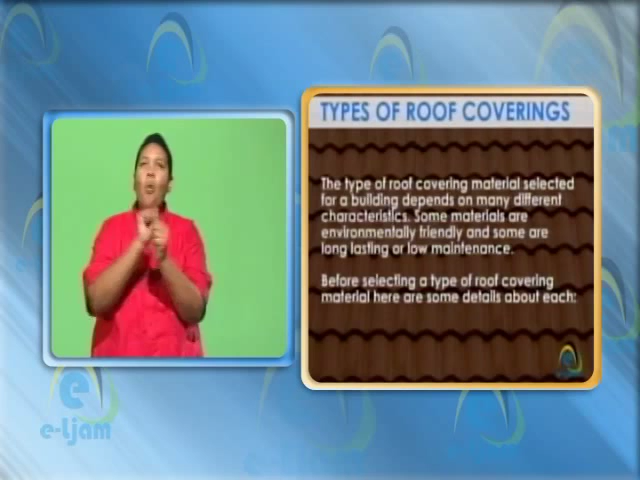 TYPES OF ROOF COVERINGS
The type of roof covering material selected
for a building depends on many different
characteristics. Some materials are
environmentally friendly and some are
long lasting or low maintenance.
Before selecting a type of roof covering
material here are some details about each:
e
e-Ljam